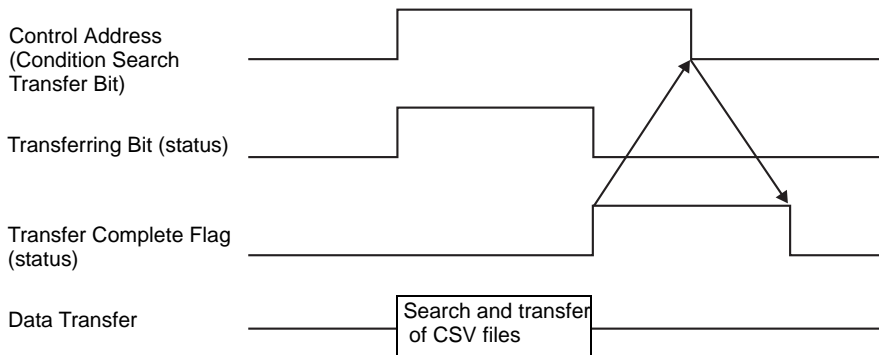 Control Address
(Condition Search
Transfer Bit)
Transferring Bit (status)
Transfer Complete Flag
(status)
Data Transfer
Search and transfer
of CSV files